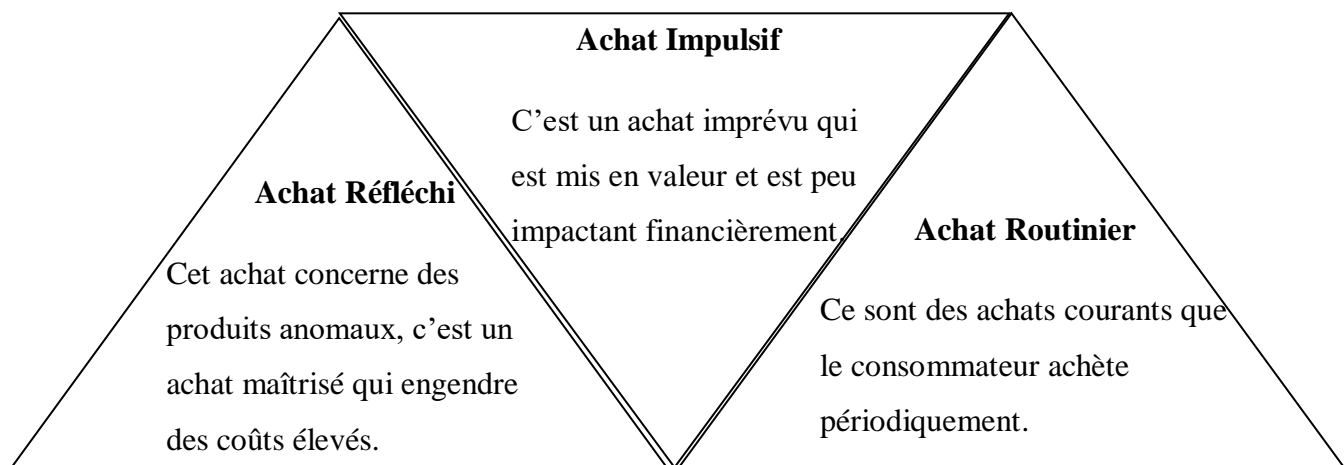 Achat Impulsif
C’est un achat imprévu qui
est mis en valeur et est peu
impactant financièrement.
Achat Réfléchi
Cet achat concerne des
produits anomaux, c’est un
achat maîtrisé qui engendre
des coûts élevés.
Achat Routinier
Ce sont des achats courants que
le consommateur achète
périodiquement.